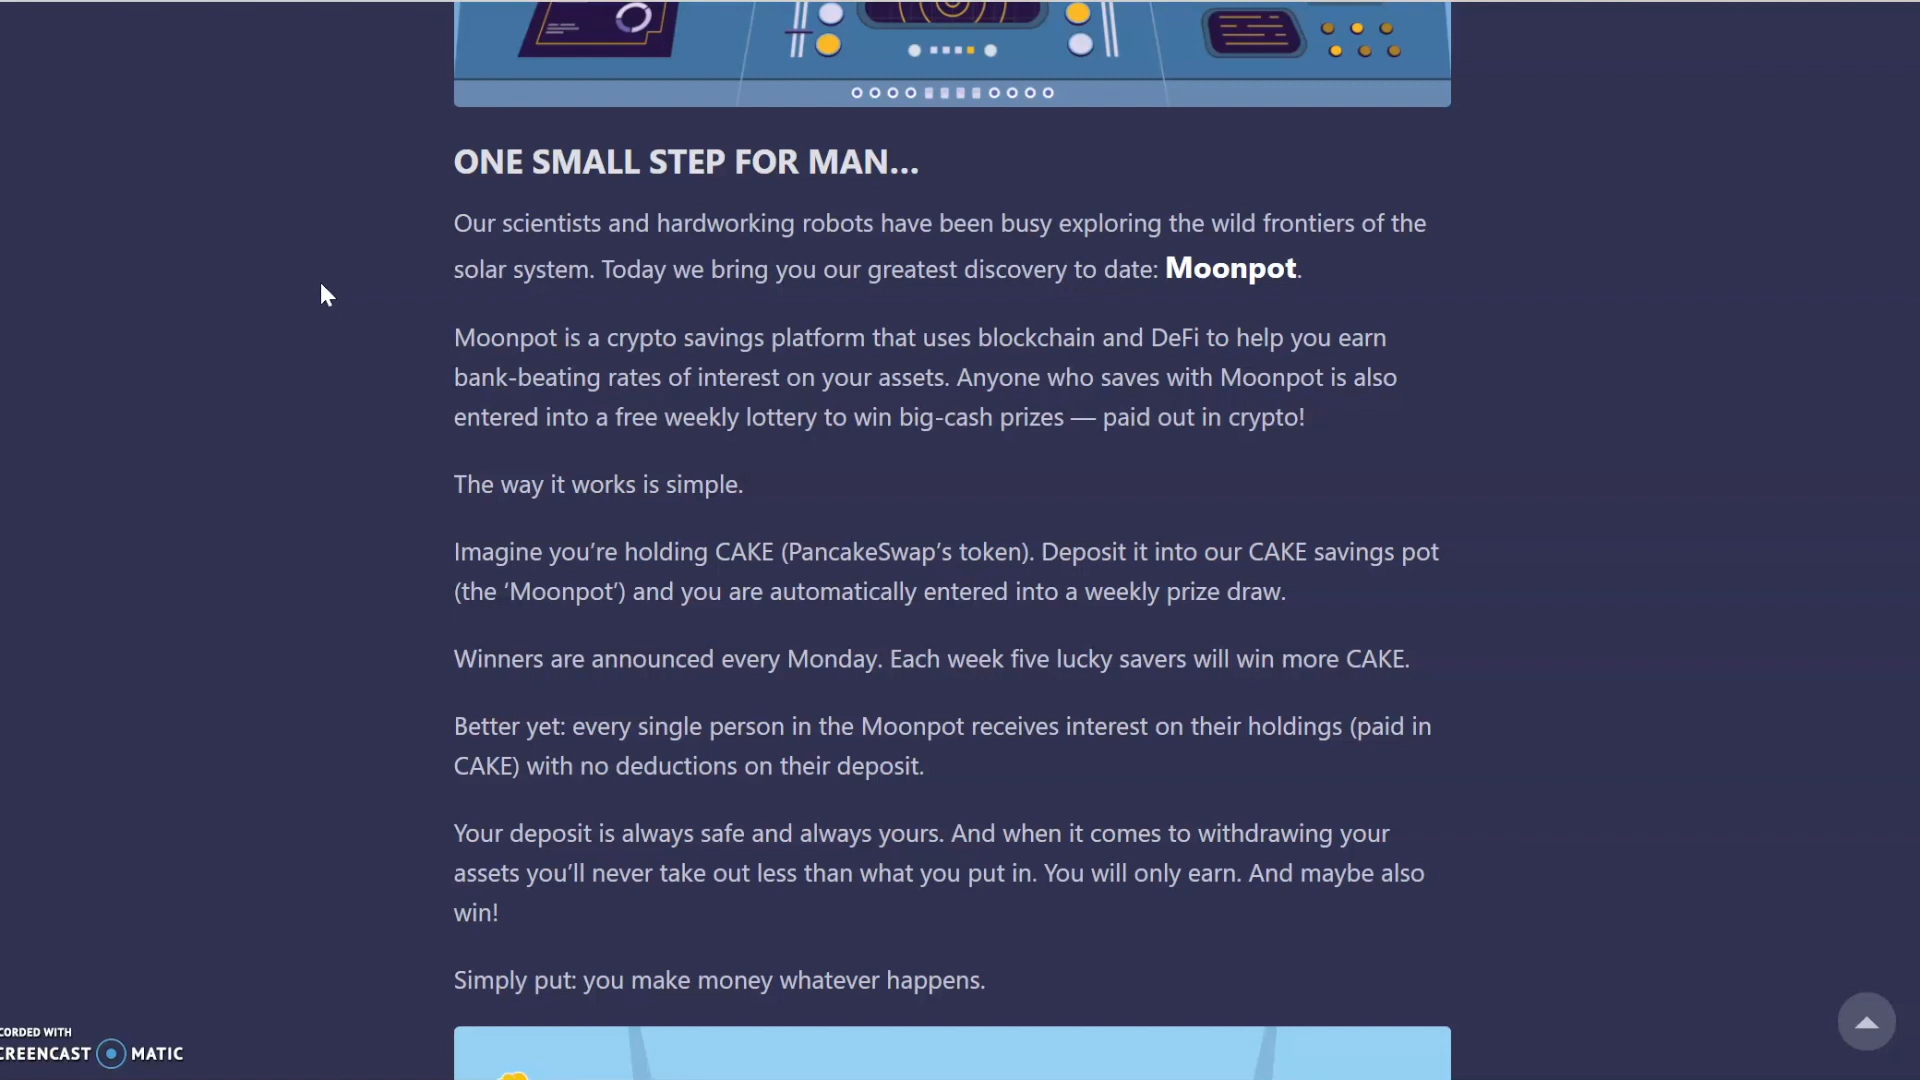 ONE SMALL STEP FOR MAN...
Our scientists and hardworking robots have been busy exploring the wild frontiers of the
solar system. Today we bring you our greatest discovery to date: Moonpot.
Moonpot is a crypto savings platform that uses blockchain and DeFi to help you earn
bank-beating rates of interest on your assets. Anyone who saves with Moonpot is also
entered into a free weekly lottery to win big-cash prizes — paid out in crypto!
The way it works is simple.
Imagine you’re holding CAKE (PancakeSwap’s token). Deposit it into our CAKE savings pot
(the ‘Moonpot’) and you are automatically entered into a weekly prize draw.
Winners are announced every Monday. Each week five lucky savers will win more CAKE.
Better yet: every single person in the Moonpot receives interest on their holdings (paid in
CAKE) with no deductions on their deposit.
Your deposit is always safe and always yours. And when it comes to withdrawing your
assets you’ll never take out less than what you put in. You will only earn. And maybe also
win!
Simply put: you make money whatever happens.
CORDED WITH
CREENCAST MATIC